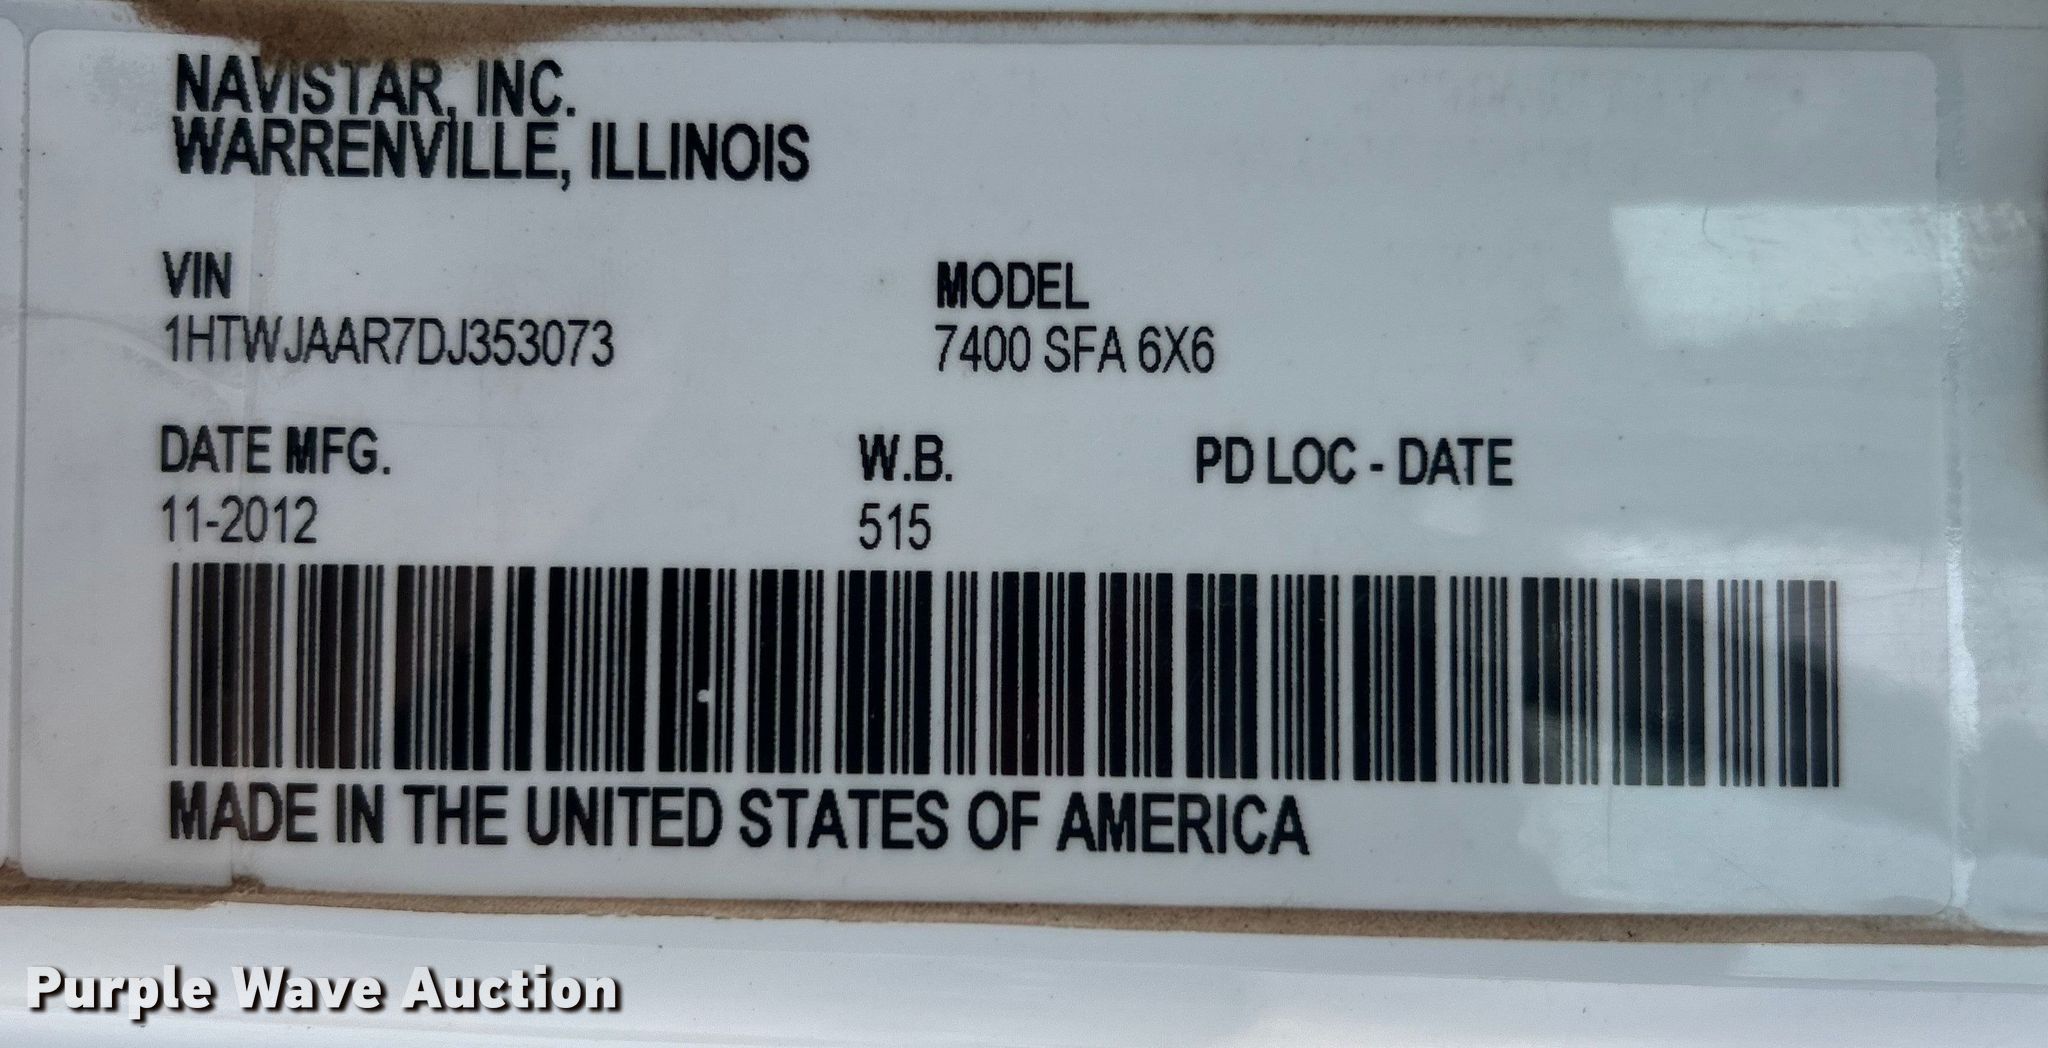 NAVISTAR, INC.
WARRENVILLE, ILLINOIS
VIN
1HTWJAAR7DJ353073
MODEL
7400 SFA 6X6
DATE MFG.
11-2012
W.B.
515
PD LOC - DATE
MADE IN THE UNITED STATES OF AMERICA
Purple Wave Auction